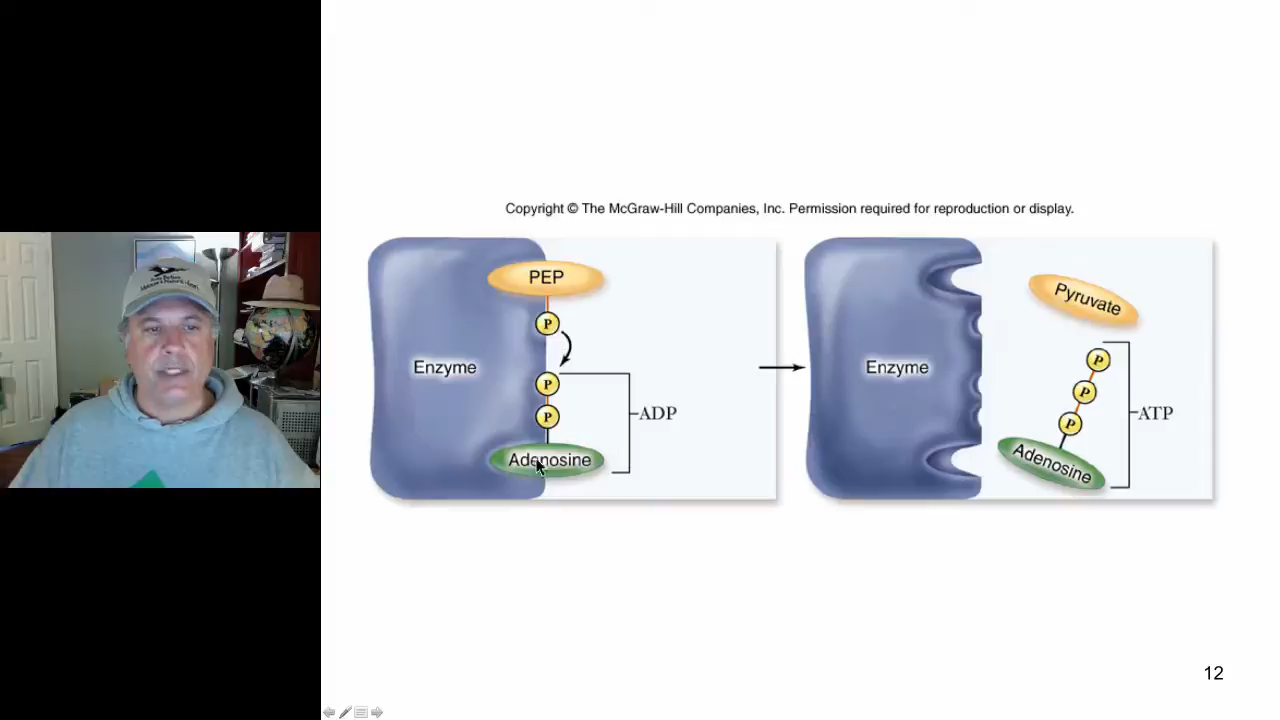 Copyright © The McGraw-Hill Companies, Inc. Permission required for reproduction or display.
PEP
P
Enzyme
P
P
ADP
Adenosine
Enzyme
Pyruvate
P
P
P
ATP
Adenosine
12